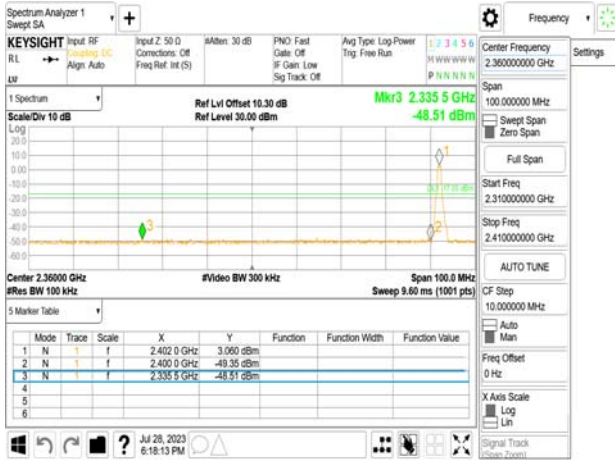 Spectrum Analyzer 1
Swept SA
Frequency
Settings
KEYSIGHT
RL
Input: RF
Coupling: DC
Align: Auto
Input Z: 50 Ω
Corrections: Off
Freq Ref: Int (S)
#Atten: 30 dB
PNO: Fast
Gate: Off
IF Gain: Low
Sig Track: Off
Avg Type: Log-Power
Trig: Free Run
1 2 3 4 5 6
M W W W W W
P N N N N N
1 Spectrum
Scale/Div 10 dB
Ref Lvl Offset 10.30 dB
Ref Level 30.00 dBm
Mkr3 2.335 5 GHz
-48.51 dBm
Log
20.0
10.0
0.00
-10.0
-20.0
-30.0
-40.0
-50.0
-60.0
1
2
3
Center 2.36000 GHz
#Res BW 100 kHz
#Video BW 300 kHz
Span 100.0 MHz
Sweep 9.60 ms (1001 pts)
5 Marker Table
Mode Trace Scale X Y Function Function Width Function Value
1 N 1 f 2.402 0 GHz 3.060 dBm
2 N 1 f 2.400 0 GHz -49.35 dBm
3 N 1 f 2.335 5 GHz -48.51 dBm
4
5
6
Jul 28, 2023
6:18:13 PM
Center Frequency
2.360000000 GHz
Span
100.000000 MHz
Swept Span
Zero Span
Full Span
Start Freq
2.310000000 GHz
Stop Freq
2.410000000 GHz
AUTO TUNE
CF Step
10.000000 MHz
Auto
Man
Freq Offset
0 Hz
X Axis Scale
Log
Lin
Signal Track
(Span Zoom)